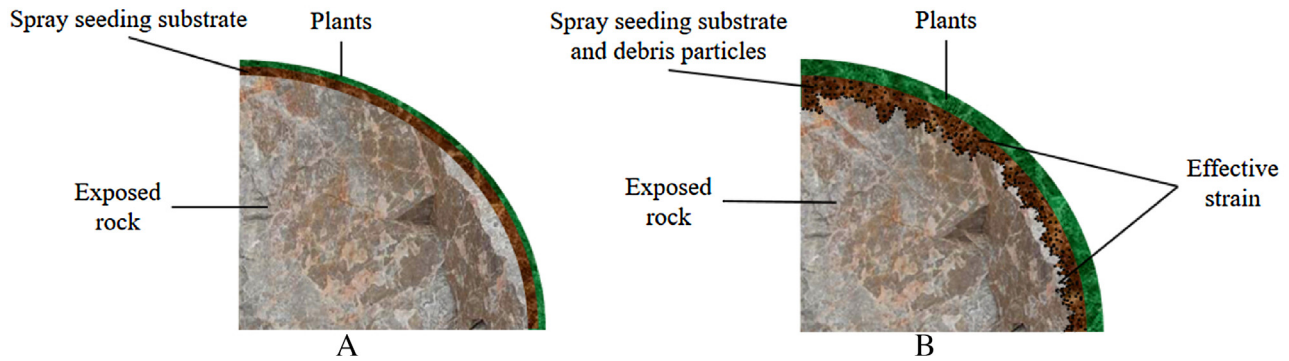 Spray seeding substrate
Plants
Exposed
rock
A
Spray seeding substrate
and debris particles
Plants
Exposed
rock
Effective
strain
B